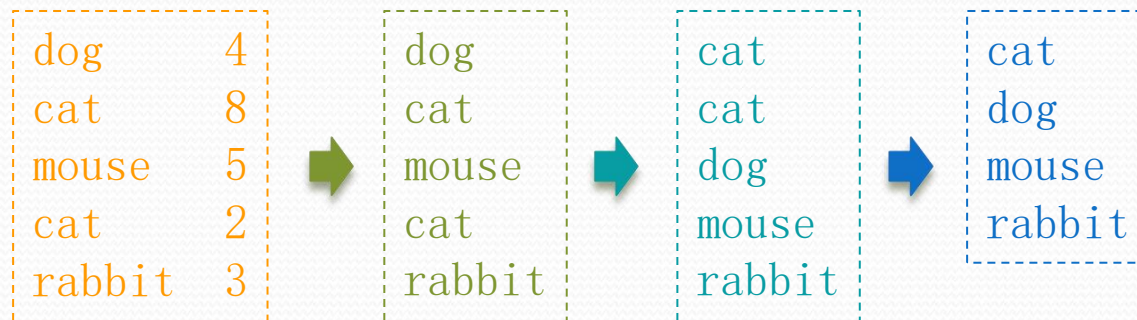 dog 4
cat 8
mouse 5
cat 2
rabbit 3
dog
cat
mouse
cat
rabbit
cat
cat
dog
mouse
rabbit
cat
dog
mouse
rabbit